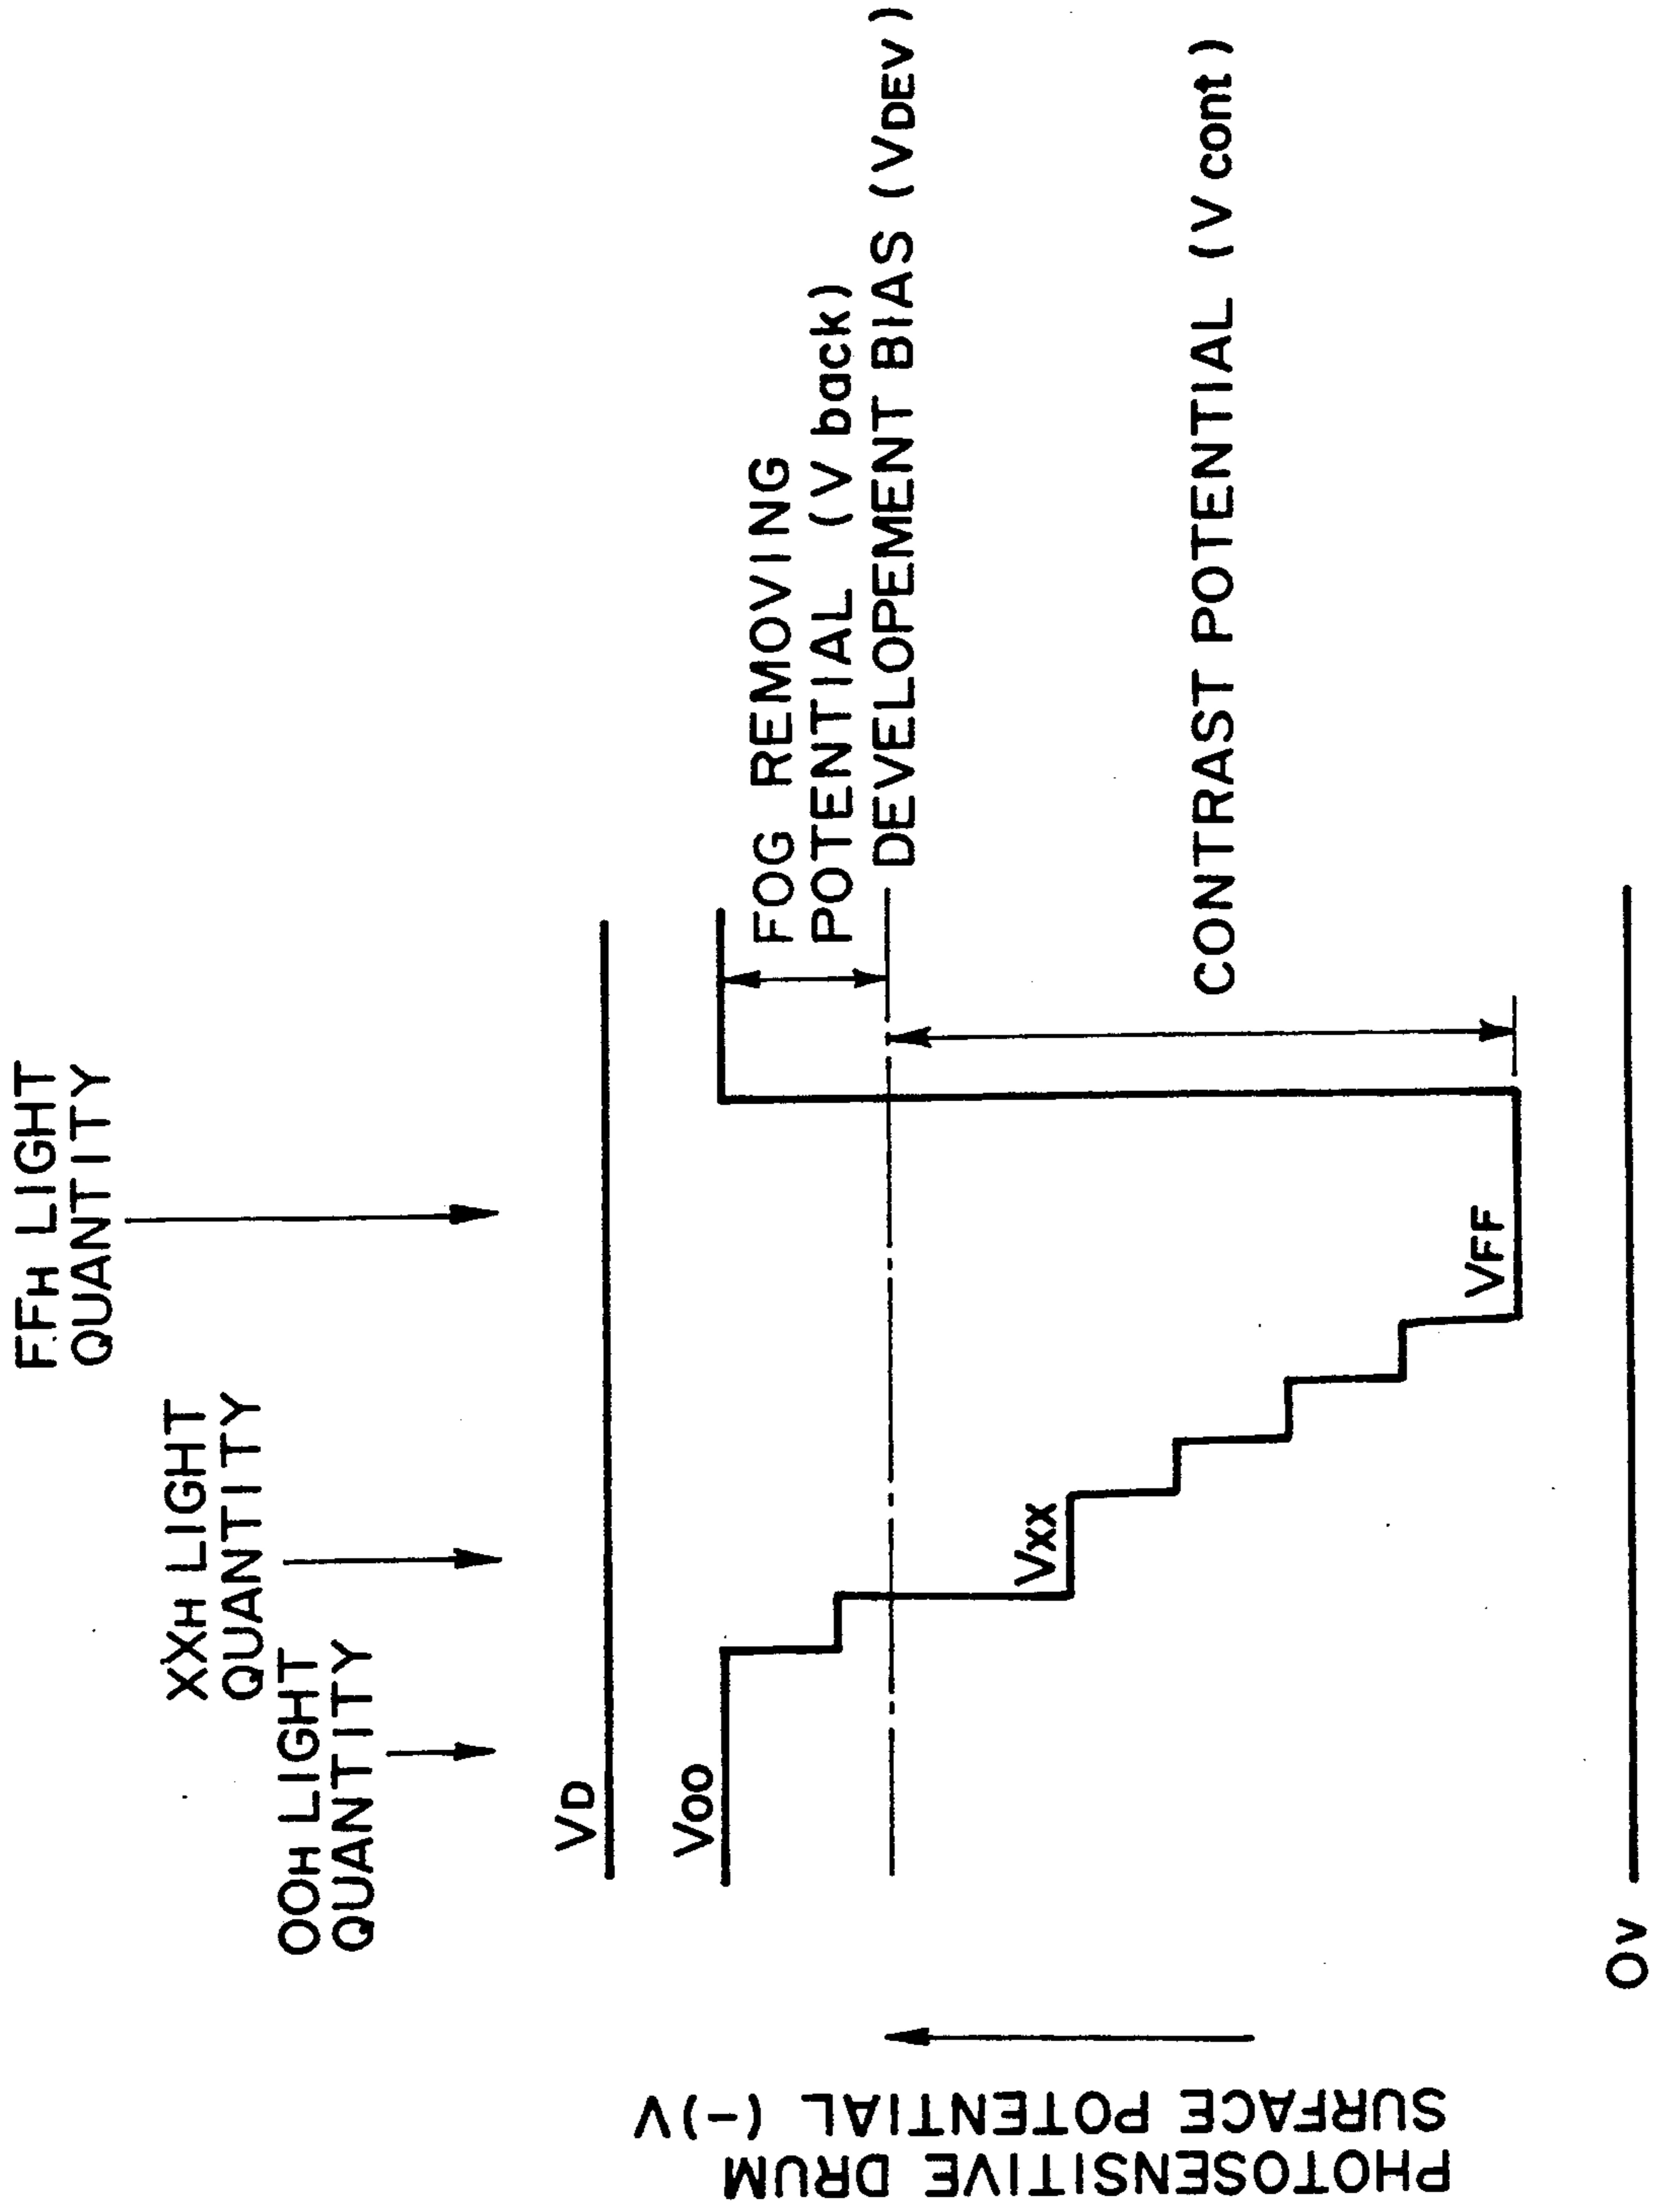 FFH LIGHT
QUANTITY
XXH LIGHT
QUANTITY
OOH LIGHT
QUANTITY
VD
VOO
FOG REMOVING
POTENTIAL (V back)
DEVELOPEMENT BIAS (VDEV)
VXX
CONTRAST POTENTIAL (V cont)
VFF
OV
PHOTOSENSITIVE DRUM
SURFACE POTENTIAL (-)V